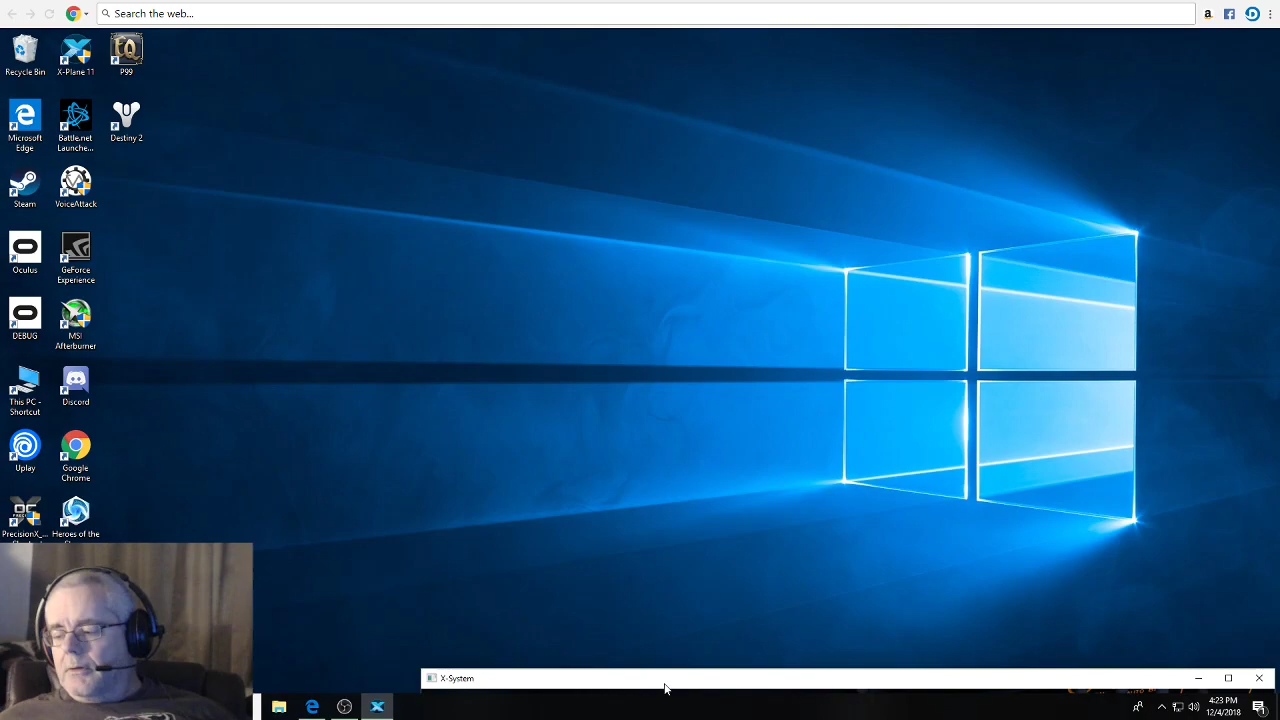 Search the web...
a
Recycle Bin
X-Plane 11
P99
Microsoft
Edge
Battle.net
Launche...
Destiny 2
Steam
VoiceAttack
Oculus
GeForce
Experience
DEBUG
MSI
Afterburner
This PC -
Shortcut
Discord
Uplay
Google
Chrome
PrecisionX_...
Heroes of the
X-System
4:23 PM
12/4/2018